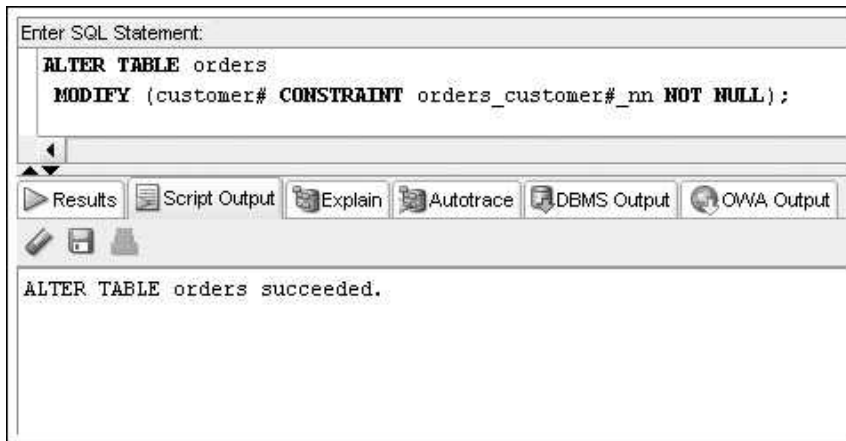 Enter SQL Statement:
ALTER TABLE orders
MODIFY (customer# CONSTRAINT orders_customer#_nn NOT NULL);
Results Script Output Explain Autotrace DBMS Output OWA Output
ALTER TABLE orders succeeded.